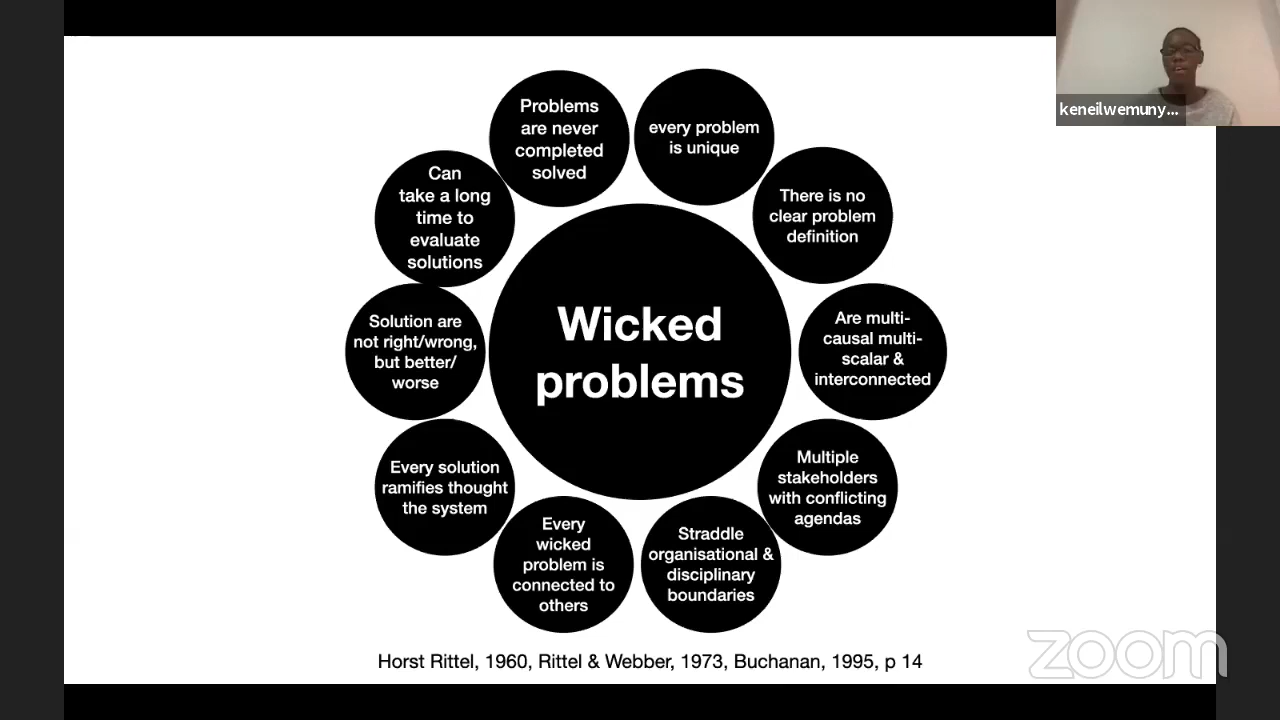 Problems
are never
completed
solved
every problem
is unique
There is no
clear problem
definition
Are multi-
causal multi-
scalar &
interconnected
Multiple
stakeholders
with conflicting
agendas
Straddle
organisational &
disciplinary
boundaries
Every
wicked
problem is
connected to
others
Every solution
ramifies thought
the system
Solution are
not right/wrong,
but better/
worse
Can
take a long
time to
evaluate
solutions
Wicked
problems
Horst Rittel, 1960, Rittel & Webber, 1973, Buchanan, 1995, p 14
keneilwemuny...
zoom